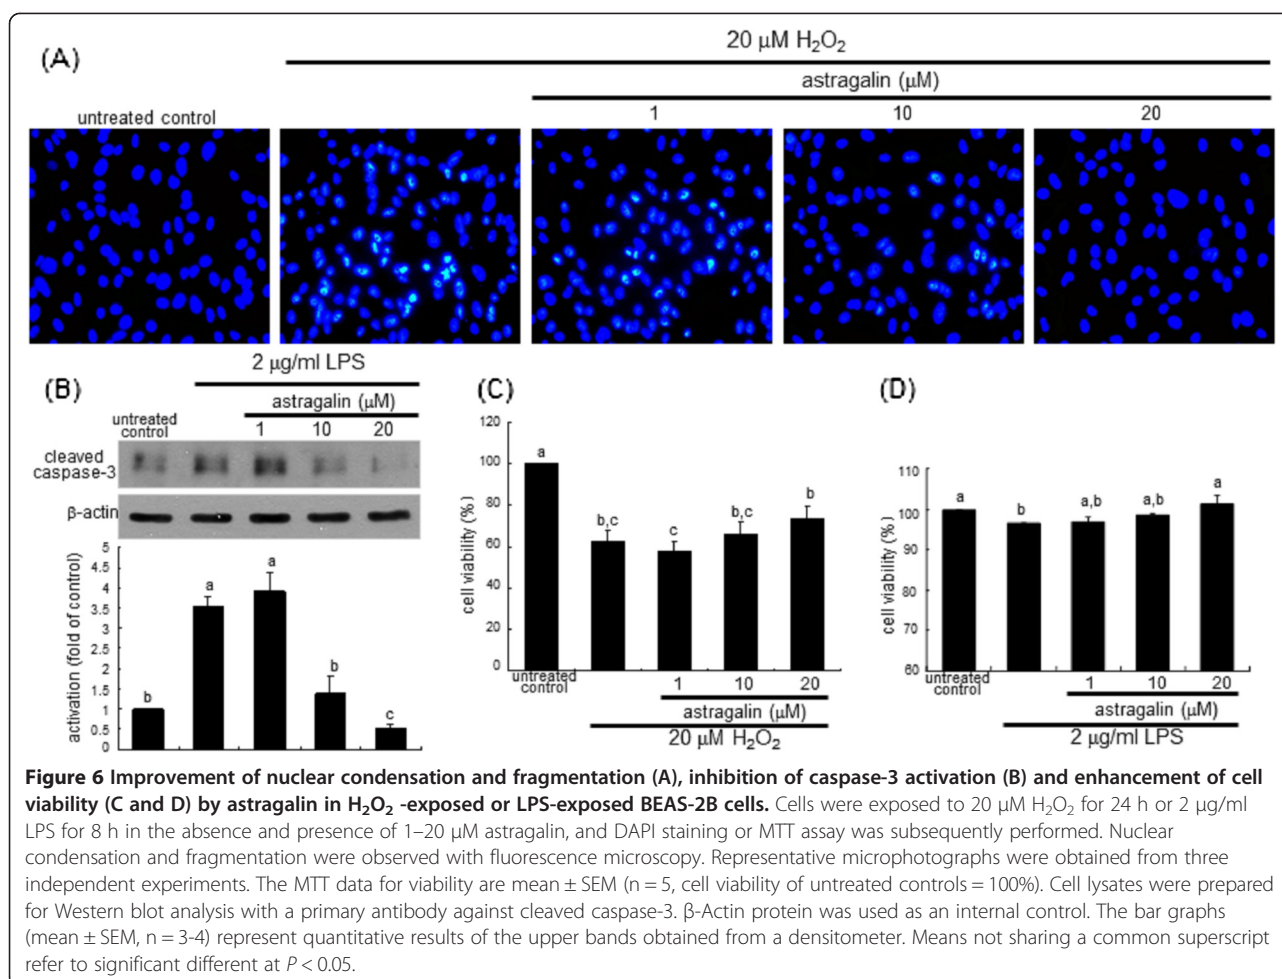 (A)
20 μM H₂O₂
astragalin (μM)
untreated control
1
10
20
(B)
2 μg/ml LPS
astragalin (μM)
untreated
control
1
10
20
cleaved
caspase-3
β-actin
activation (fold of control)
5
4.5
4
3.5
3
2.5
2
1.5
1
0.5
0
b
a
a
b
c
(C)
cell viability (%)
120
100
80
60
40
20
0
a
b,c
c
b,c
b
untreated
control
1
10
20
astragalin (μM)
20 μM H₂O₂
(D)
cell viability (%)
110
100
90
80
70
60
a
b
a,b
a,b
a
untreated
control
1
10
20
astragalin (μM)
2 μg/ml LPS
Figure 6 Improvement of nuclear condensation and fragmentation (A), inhibition of caspase-3 activation (B) and enhancement of cell
viability (C and D) by astragalin in H₂O₂ -exposed or LPS-exposed BEAS-2B cells. Cells were exposed to 20 μM H₂O₂ for 24 h or 2 μg/ml
LPS for 8 h in the absence and presence of 1–20 μM astragalin, and DAPI staining or MTT assay was subsequently performed. Nuclear
condensation and fragmentation were observed with fluorescence microscopy. Representative microphotographs were obtained from three
independent experiments. The MTT data for viability are mean ± SEM (n = 5, cell viability of untreated controls = 100%). Cell lysates were prepared
for Western blot analysis with a primary antibody against cleaved caspase-3. β-Actin protein was used as an internal control. The bar graphs
(mean ± SEM, n = 3-4) represent quantitative results of the upper bands obtained from a densitometer. Means not sharing a common superscript
refer to significant different at P < 0.05.